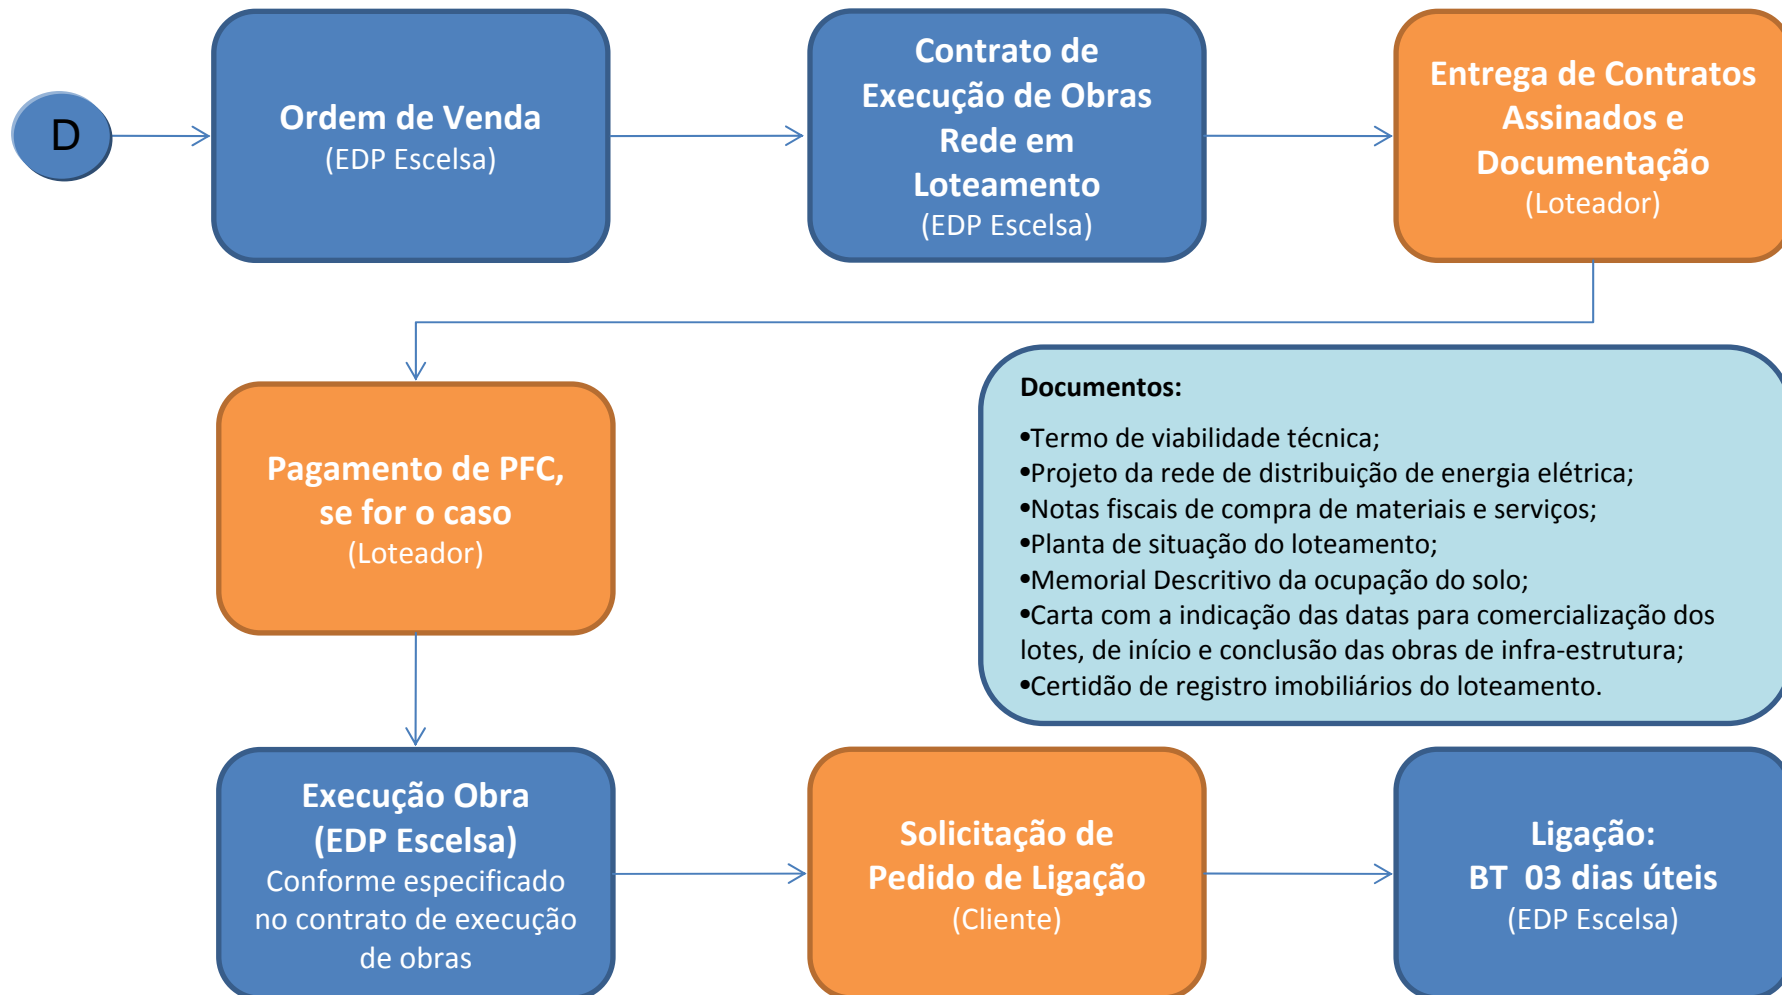 D
Ordem de Venda
(EDP Escelsa)
Contrato de
Execução de Obras
Rede em
Loteamento
(EDP Escelsa)
Entrega de Contratos
Assinados e
Documentação
(Loteador)
Pagamento de PFC,
se for o caso
(Loteador)
Documentos:
•Termo de viabilidade técnica;
•Projeto da rede de distribuição de energia elétrica;
•Notas fiscais de compra de materiais e serviços;
•Planta de situação do loteamento;
•Memorial Descritivo da ocupação do solo;
•Carta com a indicação das datas para comercialização dos
lotes, de início e conclusão das obras de infra-estrutura;
•Certidão de registro imobiliários do loteamento.
Execução Obra
(EDP Escelsa)
Conforme especificado
no contrato de execução
de obras
Solicitação de
Pedido de Ligação
(Cliente)
Ligação:
BT 03 dias úteis
(EDP Escelsa)